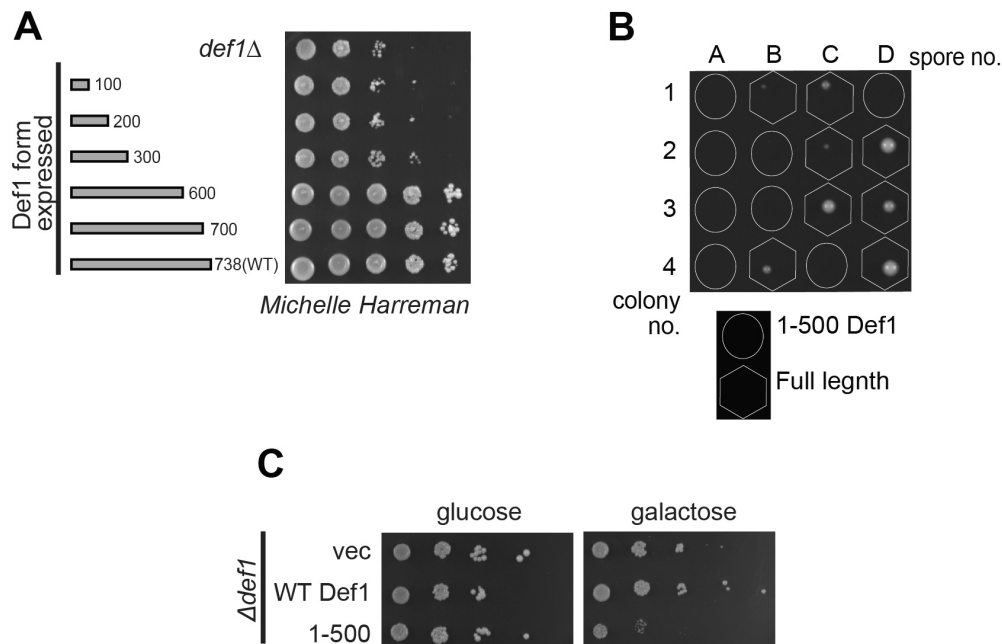 A
def1Δ
Def1 form
expressed
100
200
300
600
700
738(WT)
Michelle Harreman
B
A B C D spore no.
1
2
3
4
colony
no.
1-500 Def1
Full legnth
C
glucose galactose
Δdef1
vec
WT Def1
1-500